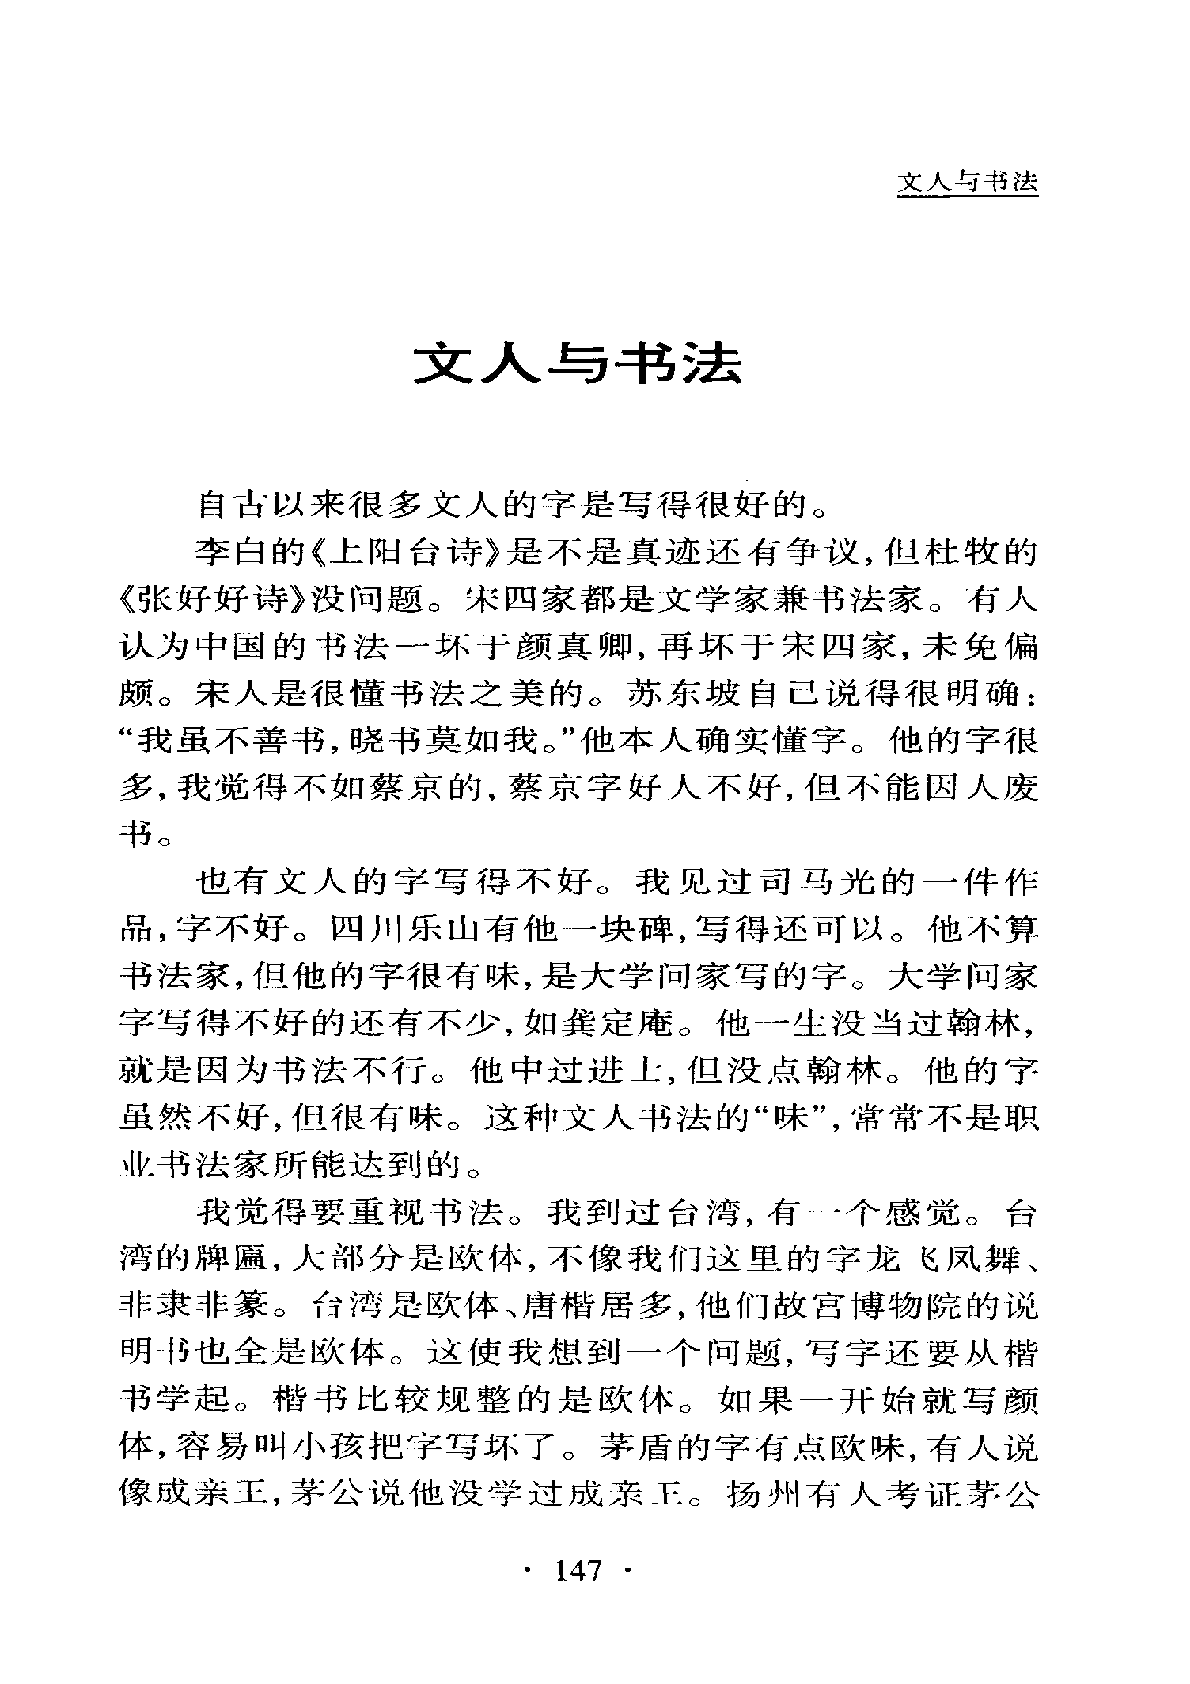 文人与书法
文人与书法
自古以来很多文人的字是写得很好的。
李白的《上阳台诗》是不是真迹还有争议,但杜牧的
《张好好诗》没问题。宋四家都是文学家兼书法家。有人
认为中国的书法一坏于颜真卿,再坏于宋四家,未免偏
颇。宋人是很懂书法之美的。苏东坡自己说得很明确:
“我虽不善书,晓书莫如我。”他本人确实懂字。他的字很
多,我觉得不如蔡京的,蔡京字好人不好,但不能因人废
书。
也有文人的字写得不好。我见过司马光的一件作
品,字不好。四川乐山有他一块碑,写得还可以。他不算
书法家,但他的字很有味,是大学问家写的字。大学问家
字写得不好的还有不少,如龚定庵。他一生没当过翰林,
就是因为书法不行。他中过进士,但没点翰林。他的字
虽然不好,但很有味。这种文人书法的“味”,常常不是职
业书法家所能达到的。
我觉得要重视书法。我到过台湾,有一个感觉。台
湾的牌匾,大部分是欧体,不像我们这里的字龙飞凤舞、
非隶非篆。台湾是欧体、唐楷居多,他们故宫博物院的说
明书也全是欧体。这使我想到一个问题,写字还要从楷
书学起。楷书比较规整的是欧体。如果一开始就写颜
体,容易叫小孩把字写坏了。茅盾的字有点欧味,有人说
像成亲王,茅公说他没学过成亲王。扬州有人考证茅公
· 147 ·